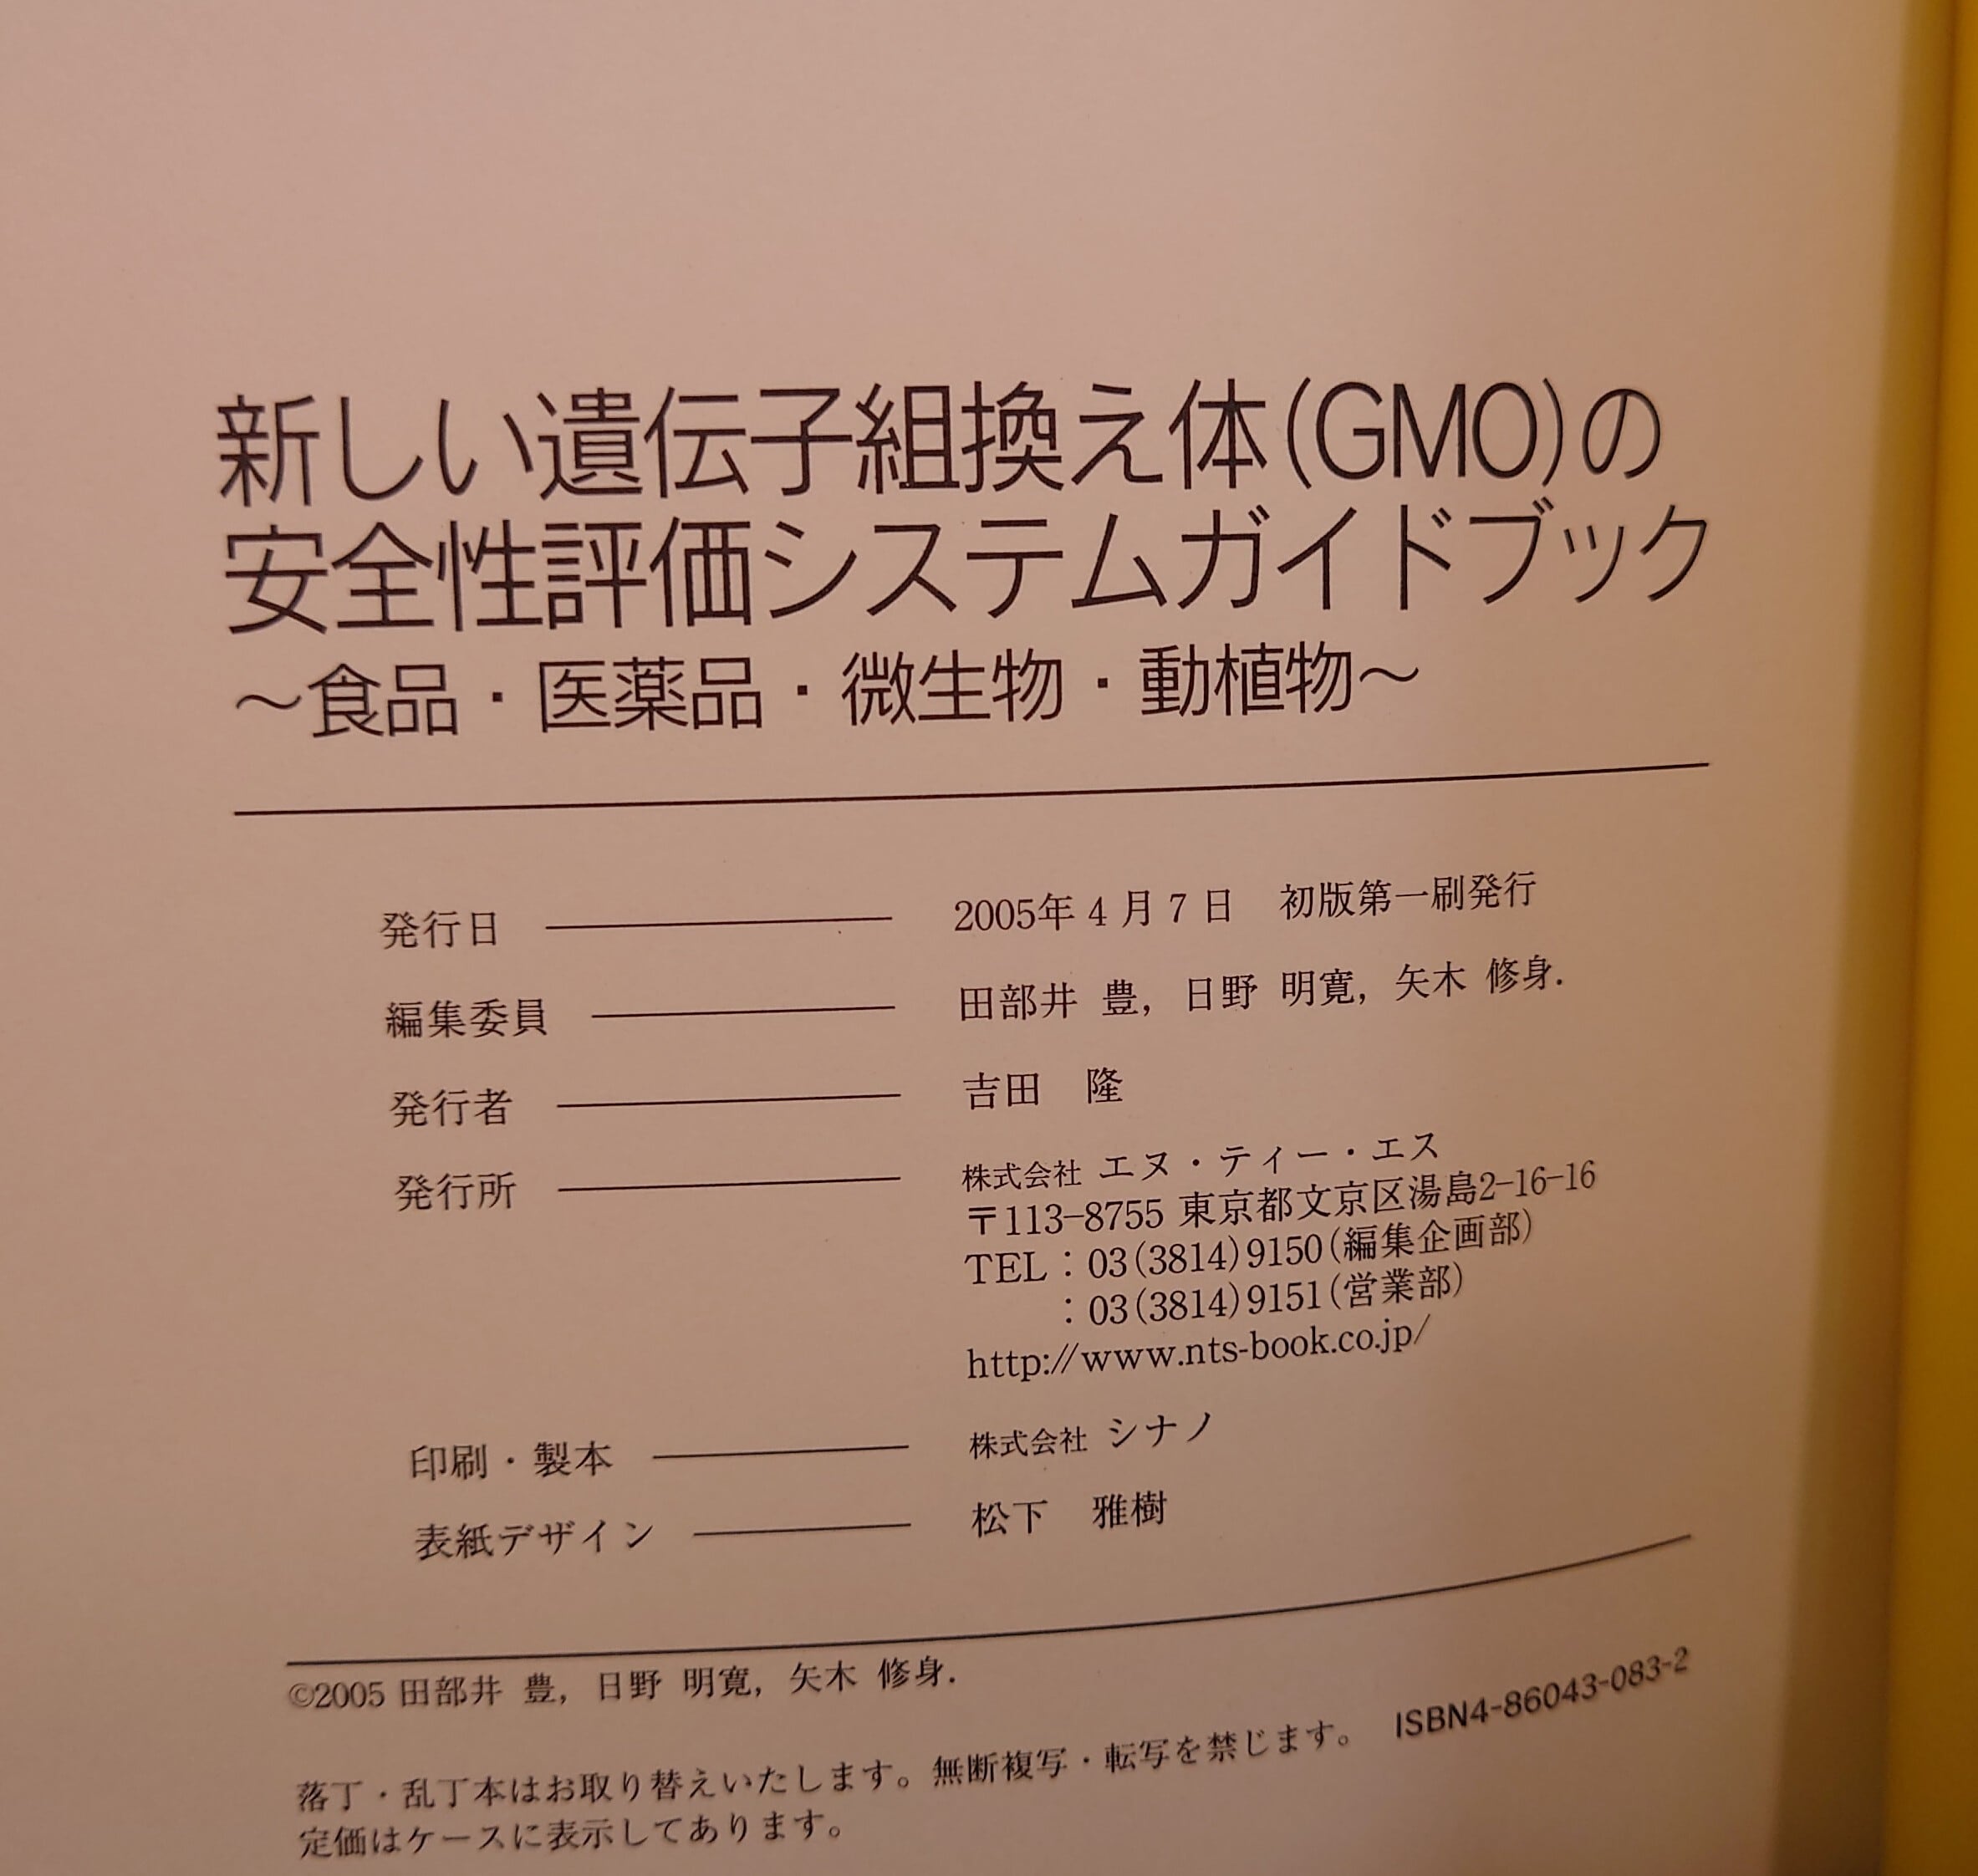 新しい遺伝子組換え体(GMO)の
安全性評価システムガイドブック
～食品・医薬品・微生物・動植物～
発行日 2005年4月7日 初版第一刷発行
編集委員 田部井 豊, 日野 明寛, 矢木 修身.
発行者 吉田 隆
発行所 株式会社 エヌ・ティー・エス
〒113-8755 東京都文京区湯島2-16-16
TEL：03(3814)9150(編集企画部)
：03(3814)9151(営業部)
http://www.nts-book.co.jp/
印刷・製本 株式会社 シナノ
表紙デザイン 松下 雅樹
©2005 田部井 豊, 日野 明寛, 矢木 修身.
落丁・乱丁本はお取り替えいたします。無断複写・転写を禁じます。 ISBN4-86043-083-2
定価はケースに表示してあります。